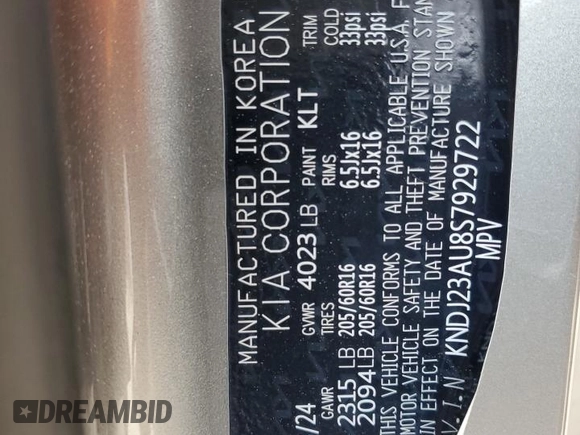 MANUFACTURED IN KOREA
KIA CORPORATION
/24 GVWR 4023 LB PAINT KLT TRIM
GAWR TIRES RIMS COLD
2315 LB 205/60R16 6.5Jx16 33psi
2094 LB 205/60R16 6.5Jx16 33psi
THIS VEHICLE CONFORMS TO ALL APPLICABLE U.S.A. F
MOTOR VEHICLE SAFETY AND THEFT PREVENTION STAN
IN EFFECT ON THE DATE OF MANUFACTURE SHOWN
V.I.N KNDJ23AU8S7929722
MPV
DREAMBID